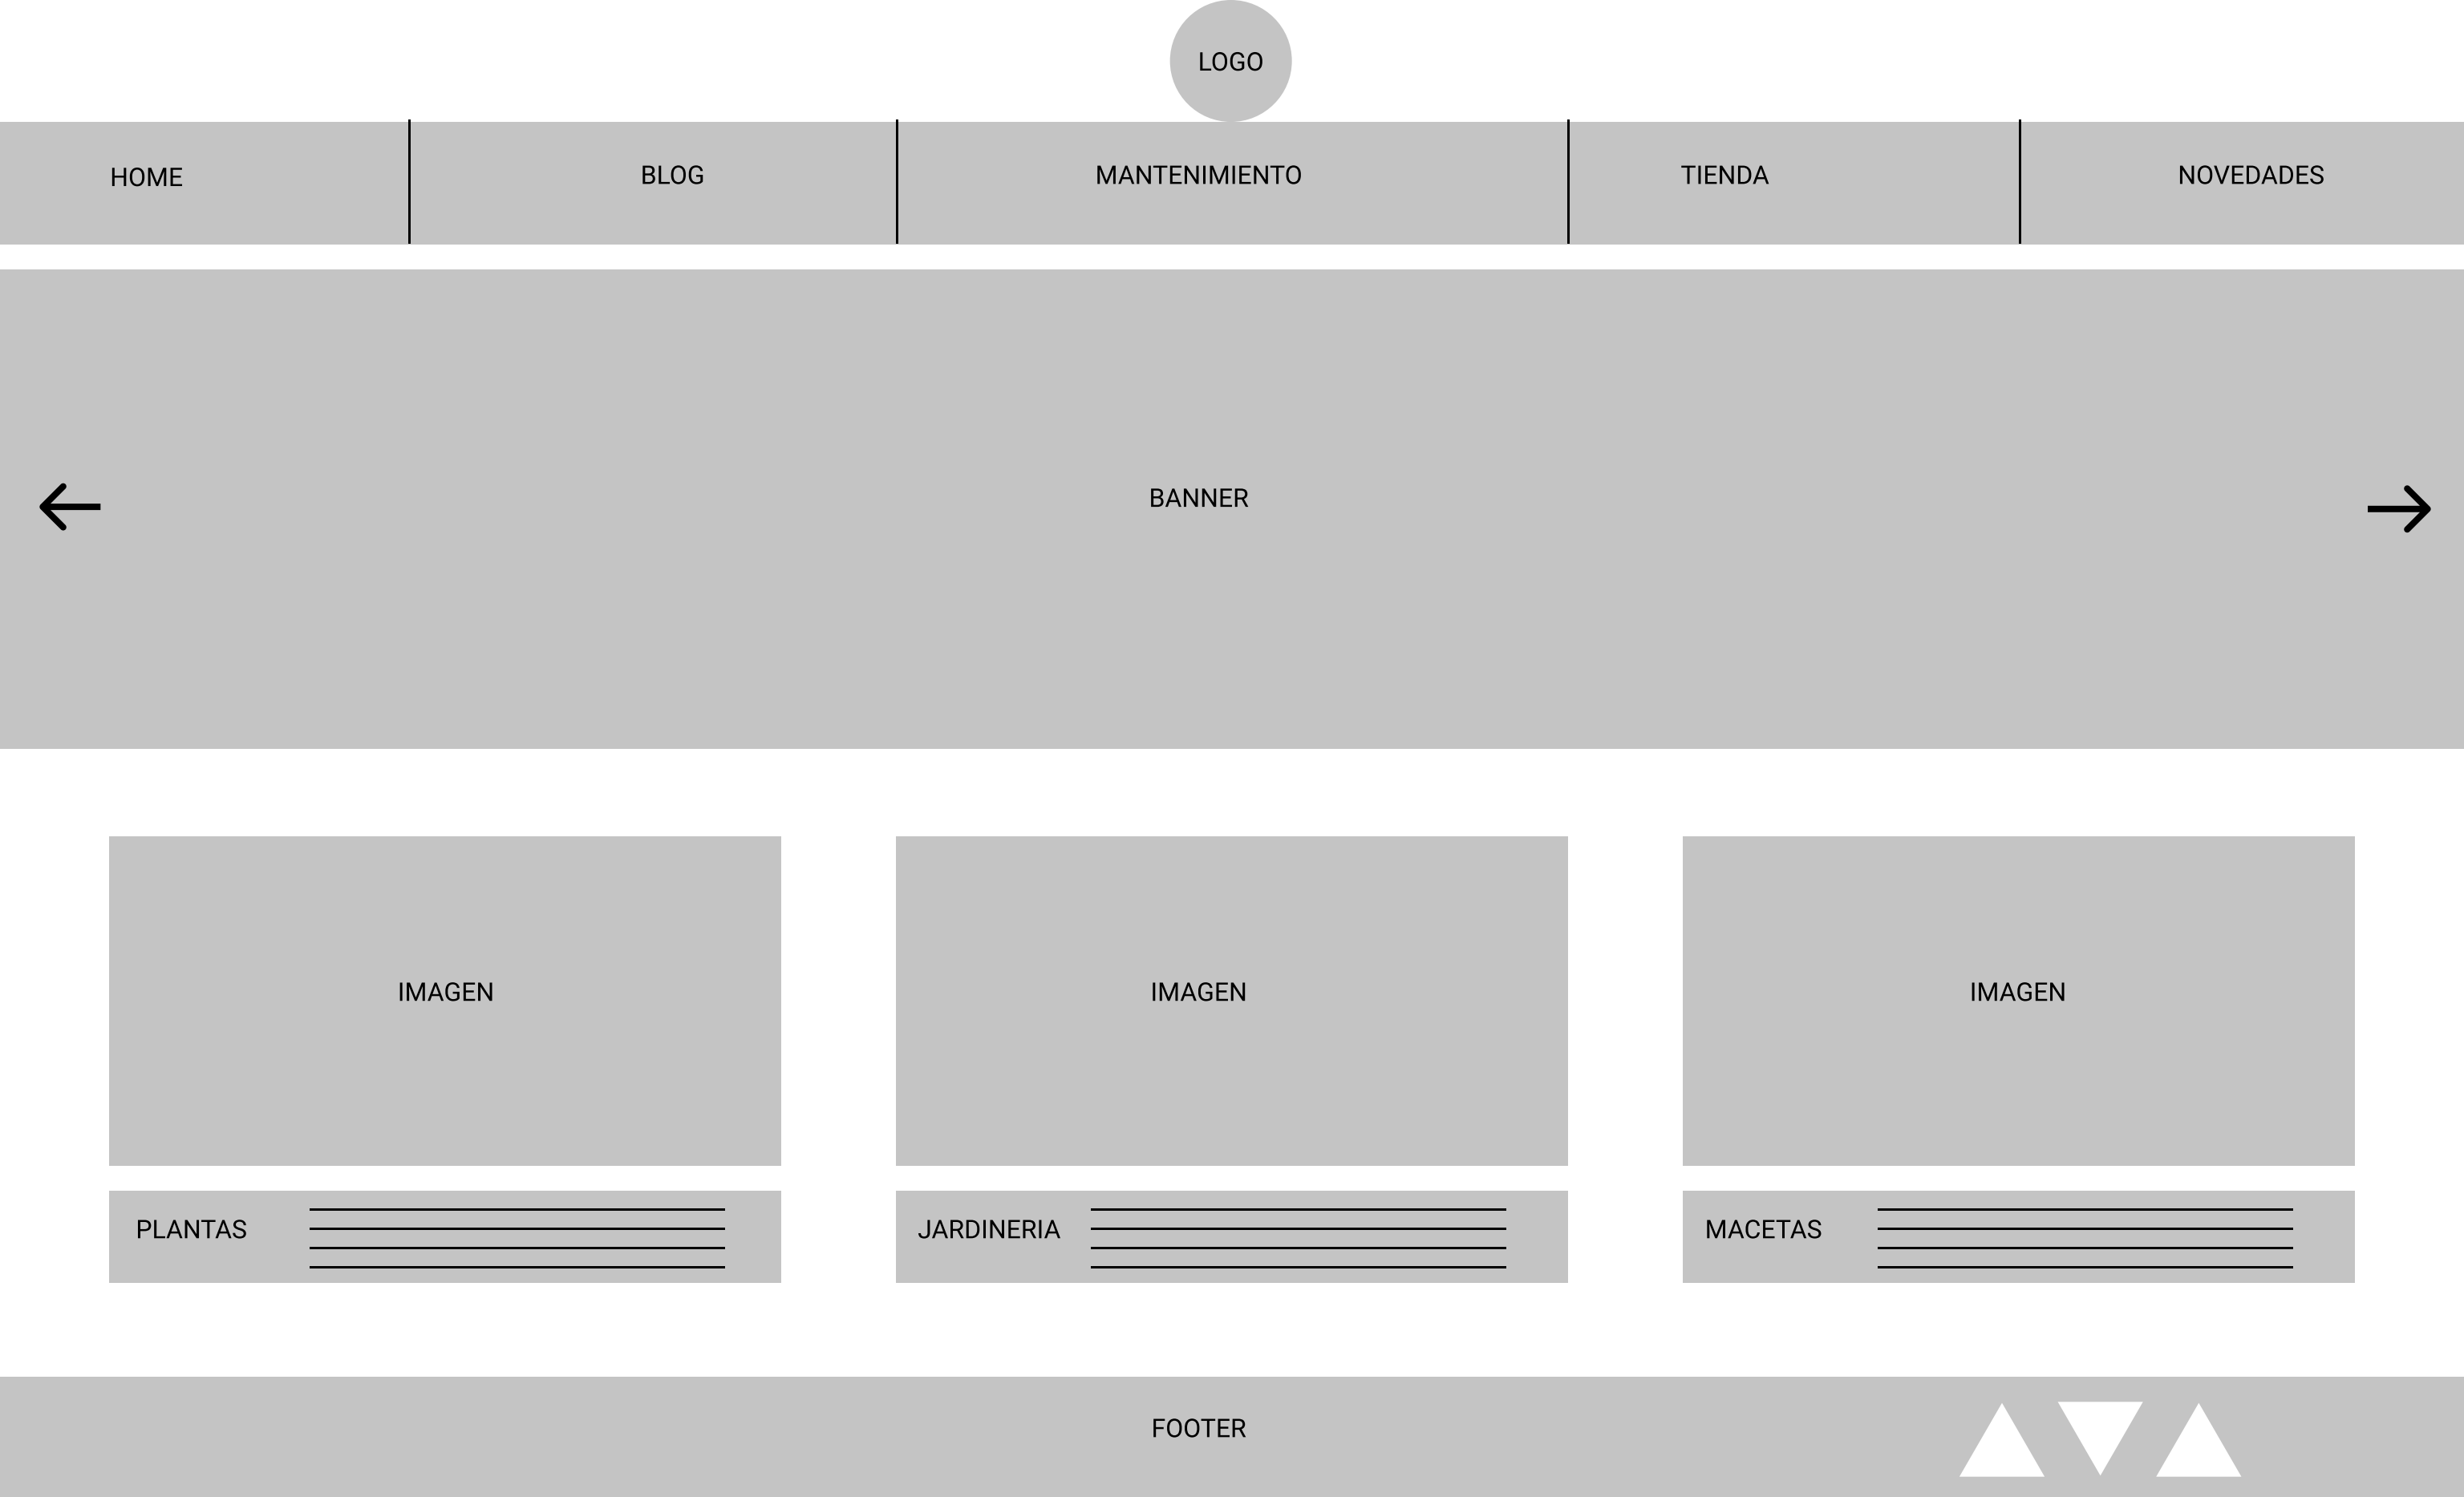 LOGO
HOME
BLOG
MANTENIMIENTO
TIENDA
NOVEDADES
BANNER
IMAGEN
IMAGEN
IMAGEN
PLANTAS
JARDINERIA
MACETAS
FOOTER